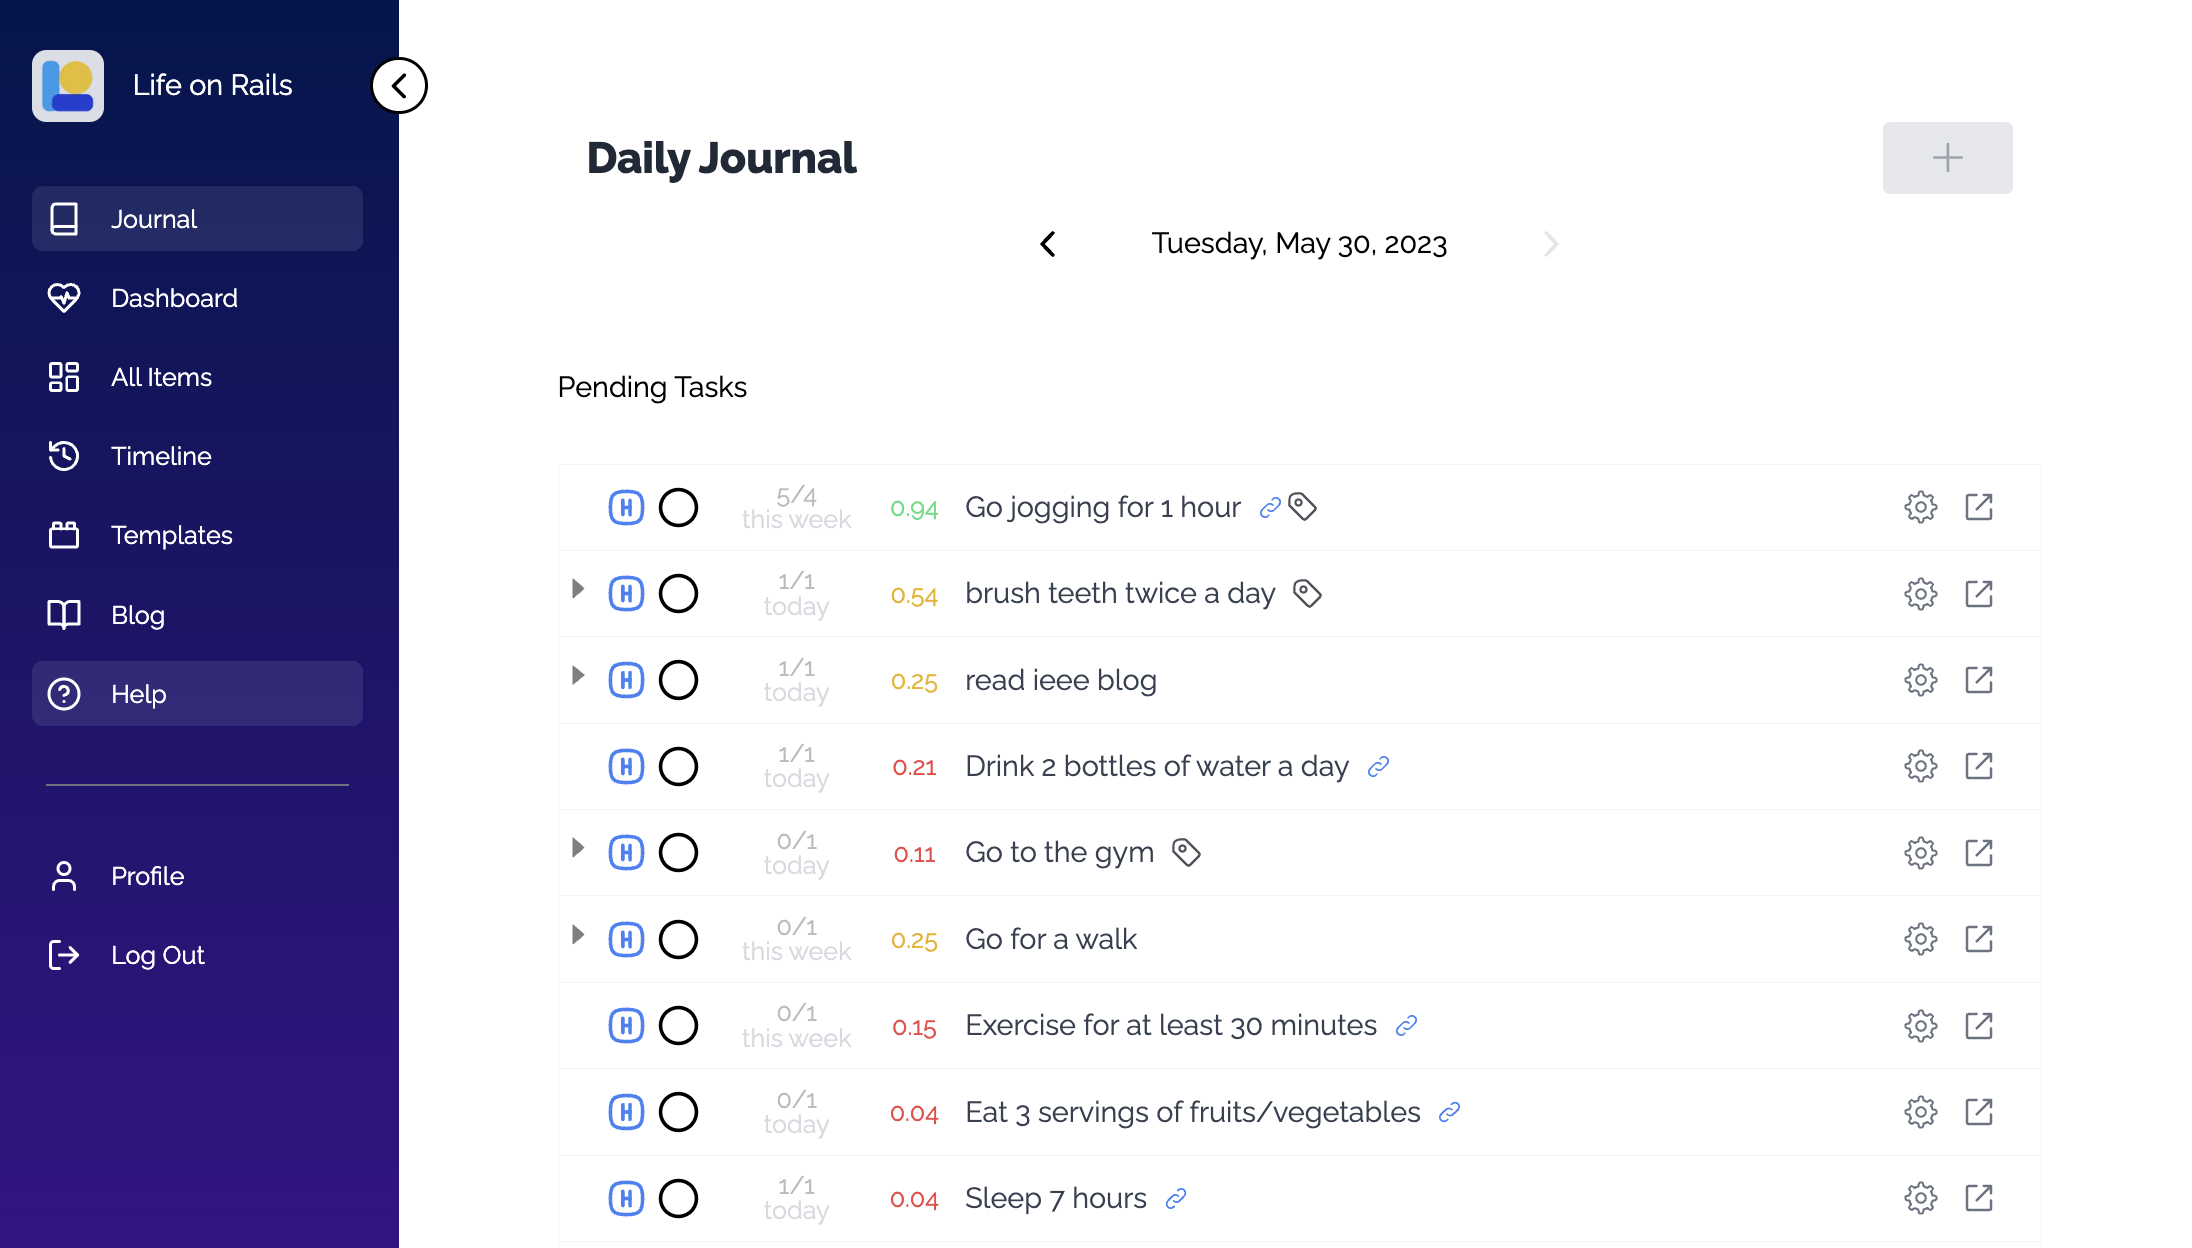 Life on Rails
Journal
Dashboard
All Items
Timeline
Templates
Blog
Help
Profile
Log Out
Daily Journal
Tuesday, May 30, 2023
Pending Tasks
H 5/4 this week 0.94 Go jogging for 1 hour
H 1/1 today 0.54 brush teeth twice a day
H 1/1 today 0.25 read ieee blog
H 1/1 today 0.21 Drink 2 bottles of water a day
H 0/1 today 0.11 Go to the gym
H 0/1 this week 0.25 Go for a walk
H 0/1 this week 0.15 Exercise for at least 30 minutes
H 0/1 today 0.04 Eat 3 servings of fruits/vegetables
H 1/1 today 0.04 Sleep 7 hours